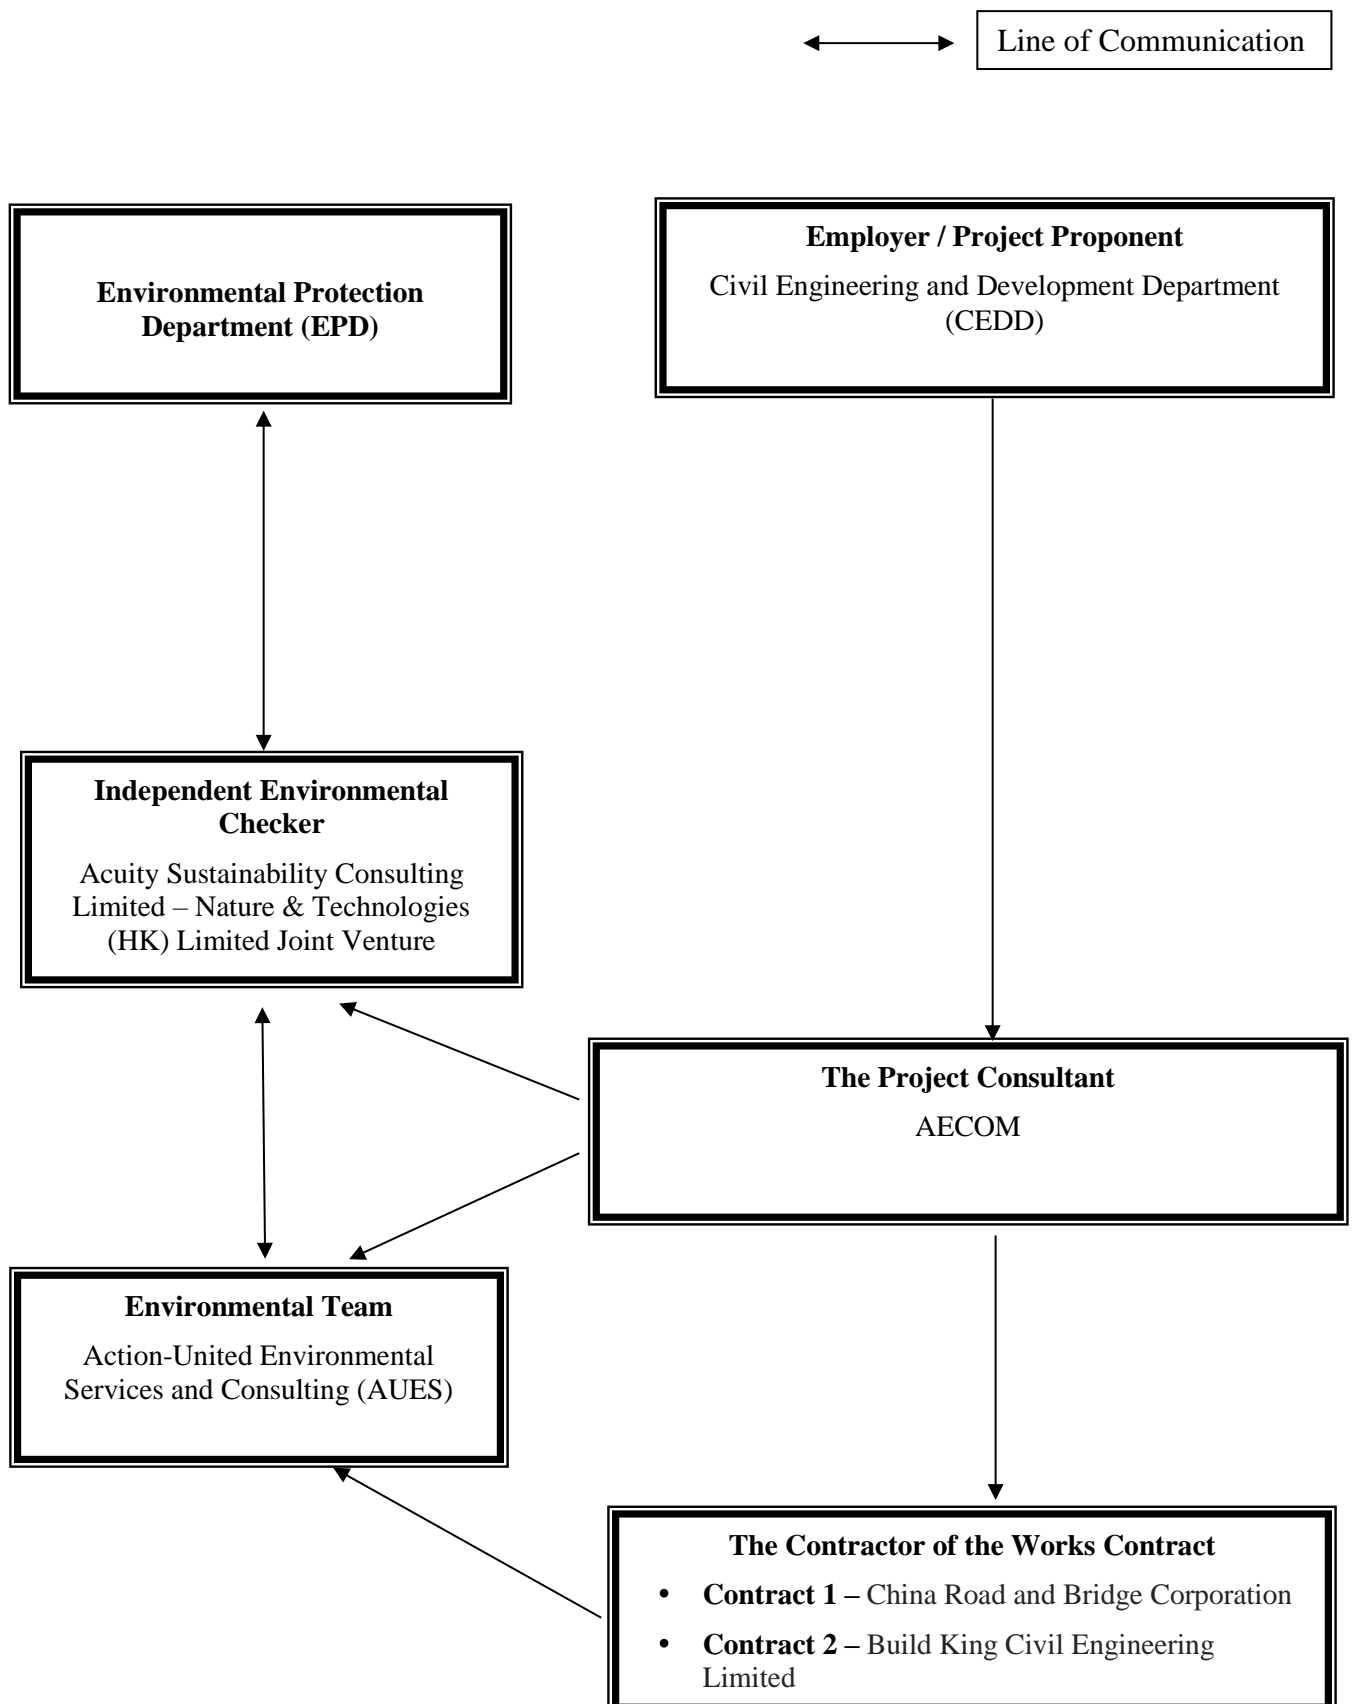 Line of Communication
Environmental Protection
Department (EPD)
Employer / Project Proponent
Civil Engineering and Development Department
(CEDD)
Independent Environmental
Checker
Acuity Sustainability Consulting
Limited – Nature & Technologies
(HK) Limited Joint Venture
The Project Consultant
AECOM
Environmental Team
Action-United Environmental
Services and Consulting (AUES)
The Contractor of the Works Contract
• Contract 1 – China Road and Bridge Corporation
• Contract 2 – Build King Civil Engineering
Limited